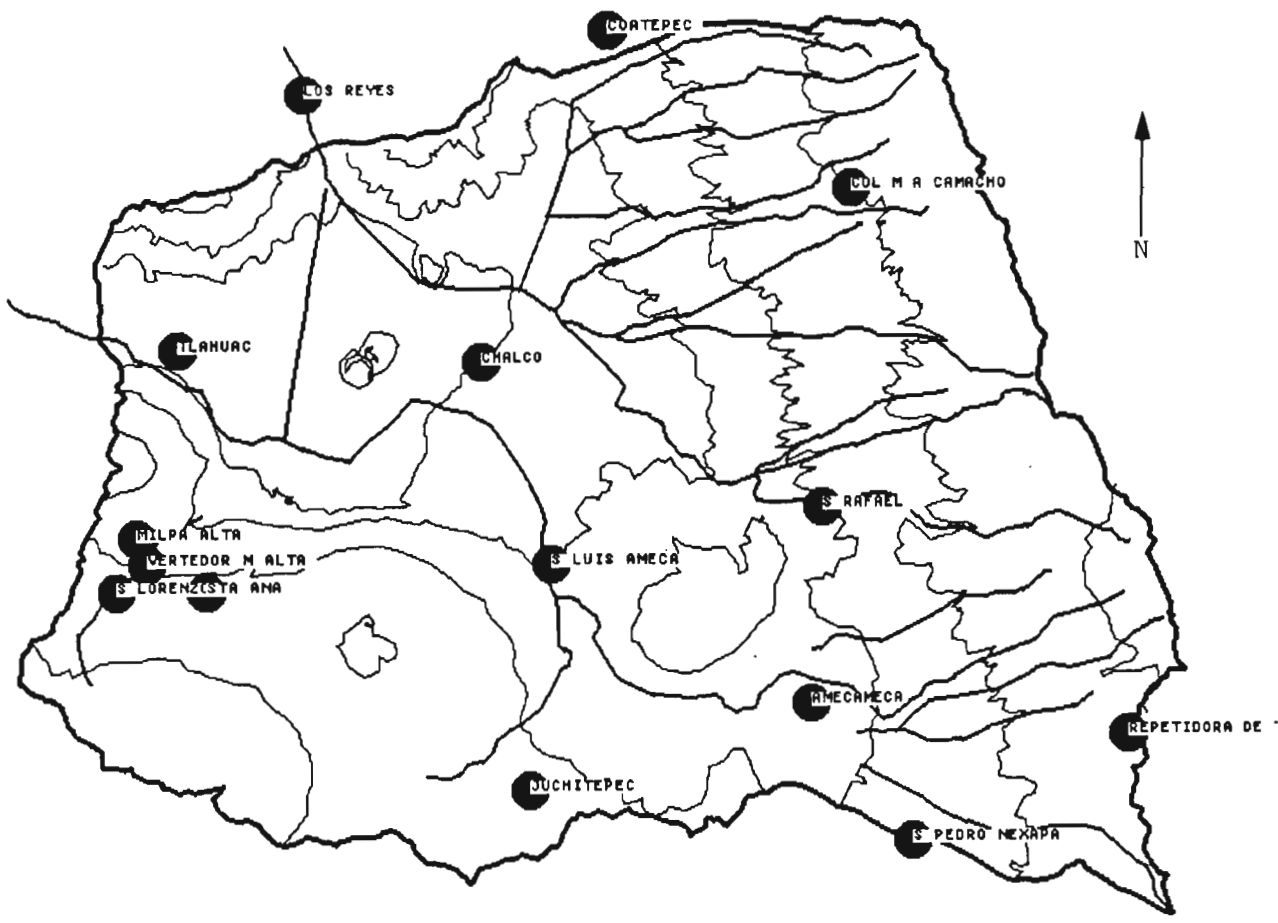 COATEPEC
LOS REYES
COL M A CAMACHO
N
TLAHUAC
CHALCO
S RAFAEL
MILPA ALTA
VERTEDOR M ALTA
S LUIS AMECA
S LORENZO
STA ANA
AMECAMECA
REPETIDORA DE
JUCHITEPEC
S PEDRO NEXAPA